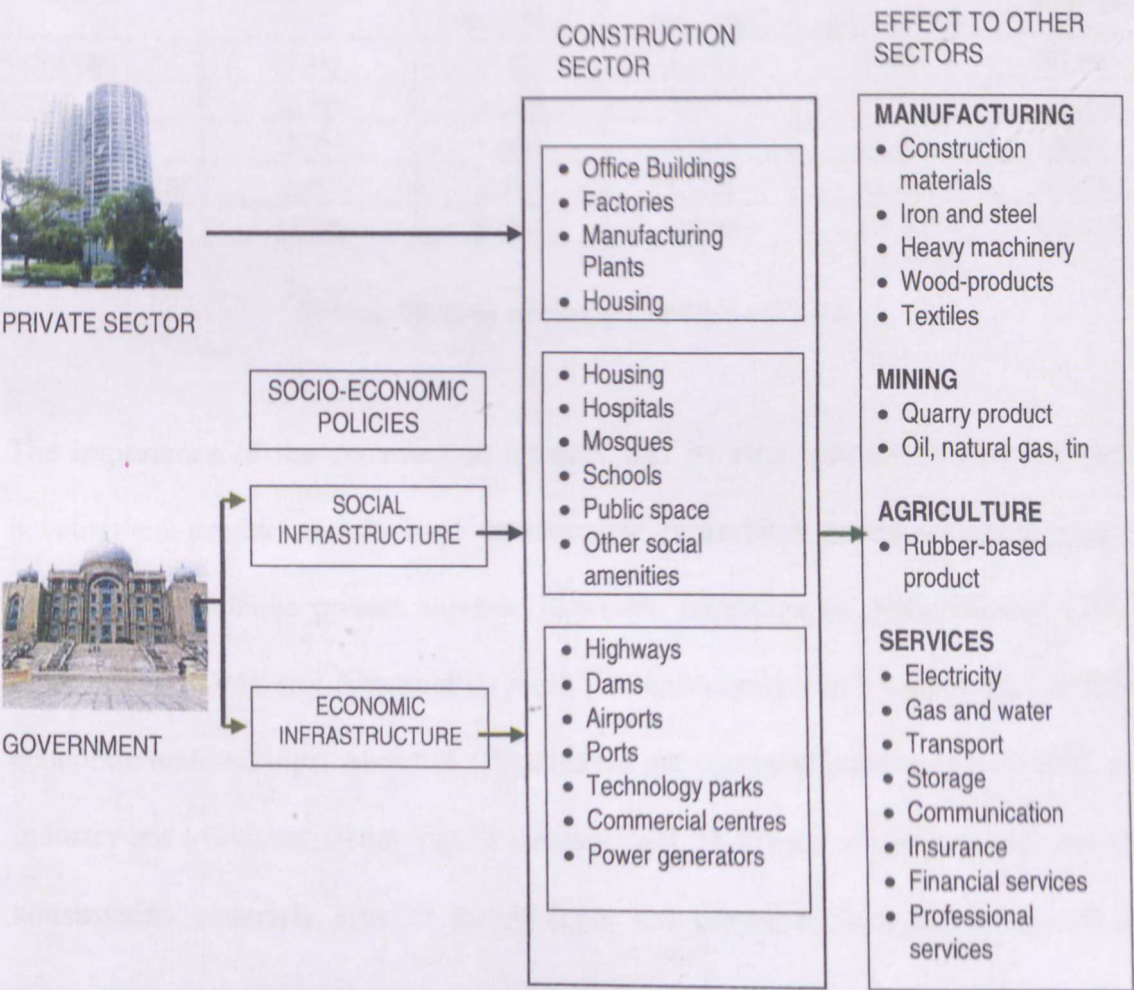 CONSTRUCTION
SECTOR
EFFECT TO OTHER
SECTORS
PRIVATE SECTOR
SOCIO-ECONOMIC
POLICIES
SOCIAL
INFRASTRUCTURE
ECONOMIC
INFRASTRUCTURE
GOVERNMENT
• Office Buildings
• Factories
• Manufacturing
Plants
• Housing
• Housing
• Hospitals
• Mosques
• Schools
• Public space
• Other social
amenities
• Highways
• Dams
• Airports
• Ports
• Technology parks
• Commercial centres
• Power generators
MANUFACTURING
• Construction
materials
• Iron and steel
• Heavy machinery
• Wood-products
• Textiles
MINING
• Quarry product
• Oil, natural gas, tin
AGRICULTURE
• Rubber-based
product
SERVICES
• Electricity
• Gas and water
• Transport
• Storage
• Communication
• Insurance
• Financial services
• Professional
services